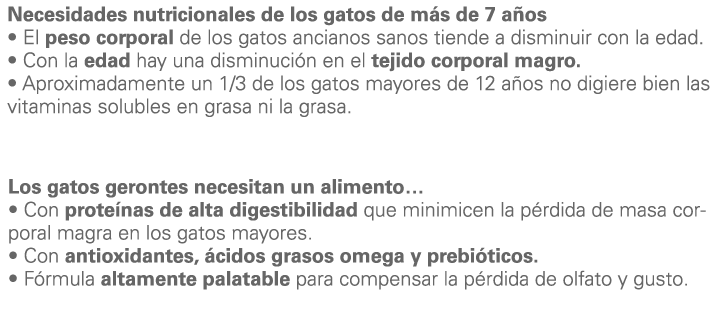 Necesidades nutricionales de los gatos de más de 7 años
• El peso corporal de los gatos ancianos sanos tiende a disminuir con la edad.
• Con la edad hay una disminución en el tejido corporal magro.
• Aproximadamente un 1/3 de los gatos mayores de 12 años no digiere bien las
vitaminas solubles en grasa ni la grasa.
Los gatos gerontes necesitan un alimento…
• Con proteínas de alta digestibilidad que minimicen la pérdida de masa cor-
poral magra en los gatos mayores.
• Con antioxidantes, ácidos grasos omega y prebióticos.
• Fórmula altamente palatable para compensar la pérdida de olfato y gusto.